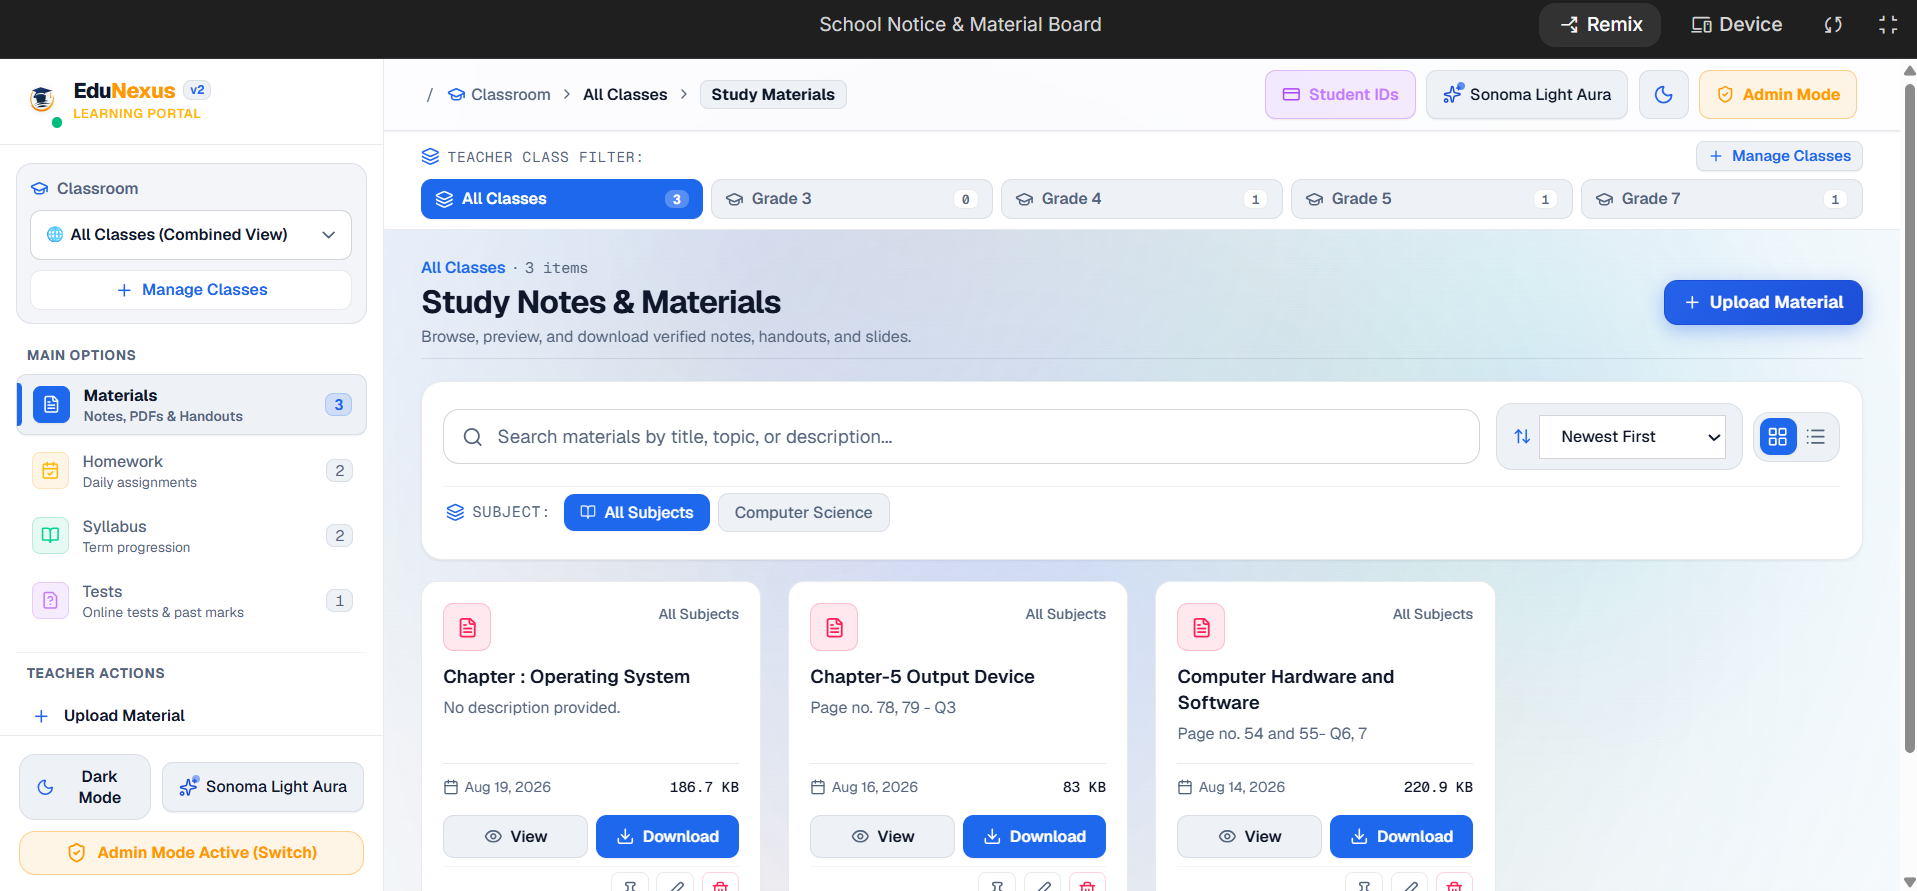 School Notice & Material Board
Remix
Device
EduNexus v2
LEARNING PORTAL
/ Classroom > All Classes > Study Materials
Student IDs
Sonoma Light Aura
Admin Mode
Classroom
All Classes (Combined View)
+ Manage Classes
MAIN OPTIONS
Materials
Notes, PDFs & Handouts
3
Homework
Daily assignments
2
Syllabus
Term progression
2
Tests
Online tests & past marks
1
TEACHER ACTIONS
+ Upload Material
Dark Mode
Sonoma Light Aura
Admin Mode Active (Switch)
TEACHER CLASS FILTER:
+ Manage Classes
All Classes 3
Grade 3 0
Grade 4 1
Grade 5 1
Grade 7 1
All Classes · 3 items
Study Notes & Materials
Browse, preview, and download verified notes, handouts, and slides.
+ Upload Material
Search materials by title, topic, or description...
Newest First
SUBJECT:
All Subjects
Computer Science
All Subjects
Chapter : Operating System
No description provided.
Aug 19, 2026
186.7 KB
View
Download
All Subjects
Chapter-5 Output Device
Page no. 78, 79 - Q3
Aug 16, 2026
83 KB
View
Download
All Subjects
Computer Hardware and
Software
Page no. 54 and 55- Q6, 7
Aug 14, 2026
220.9 KB
View
Download